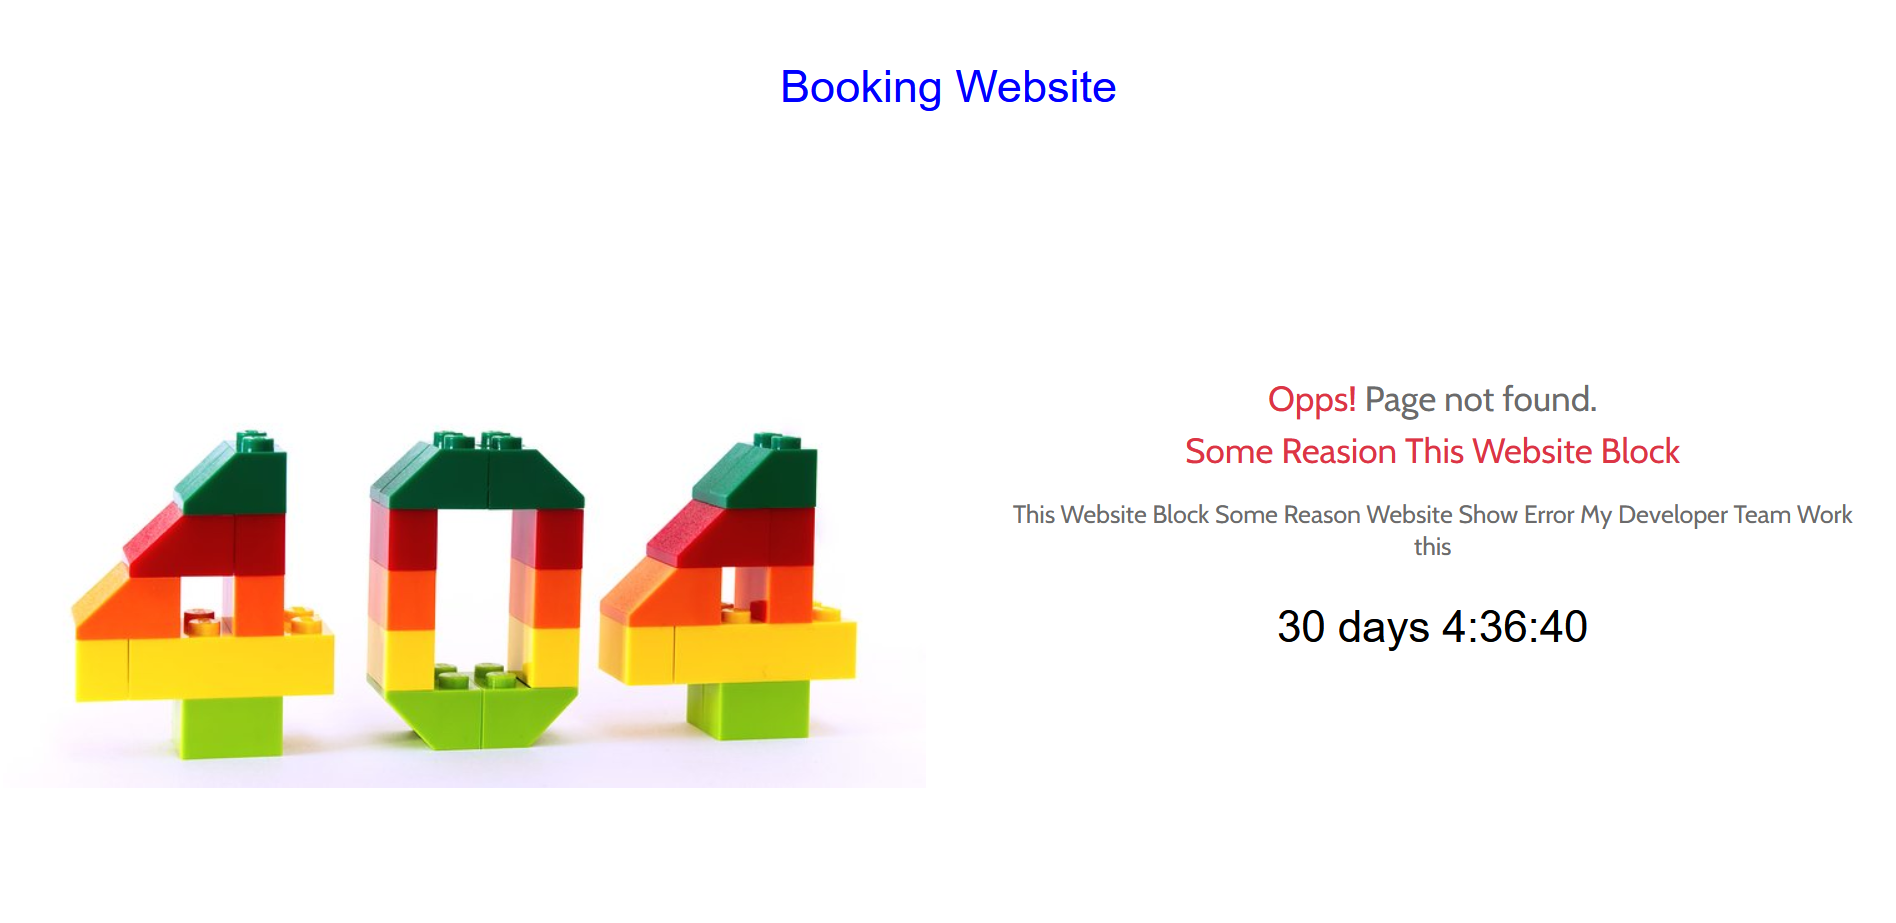 Booking Website
404
Opps! Page not found.
Some Reasion This Website Block
This Website Block Some Reason Website Show Error My Developer Team Work
this
30 days 4:36:40